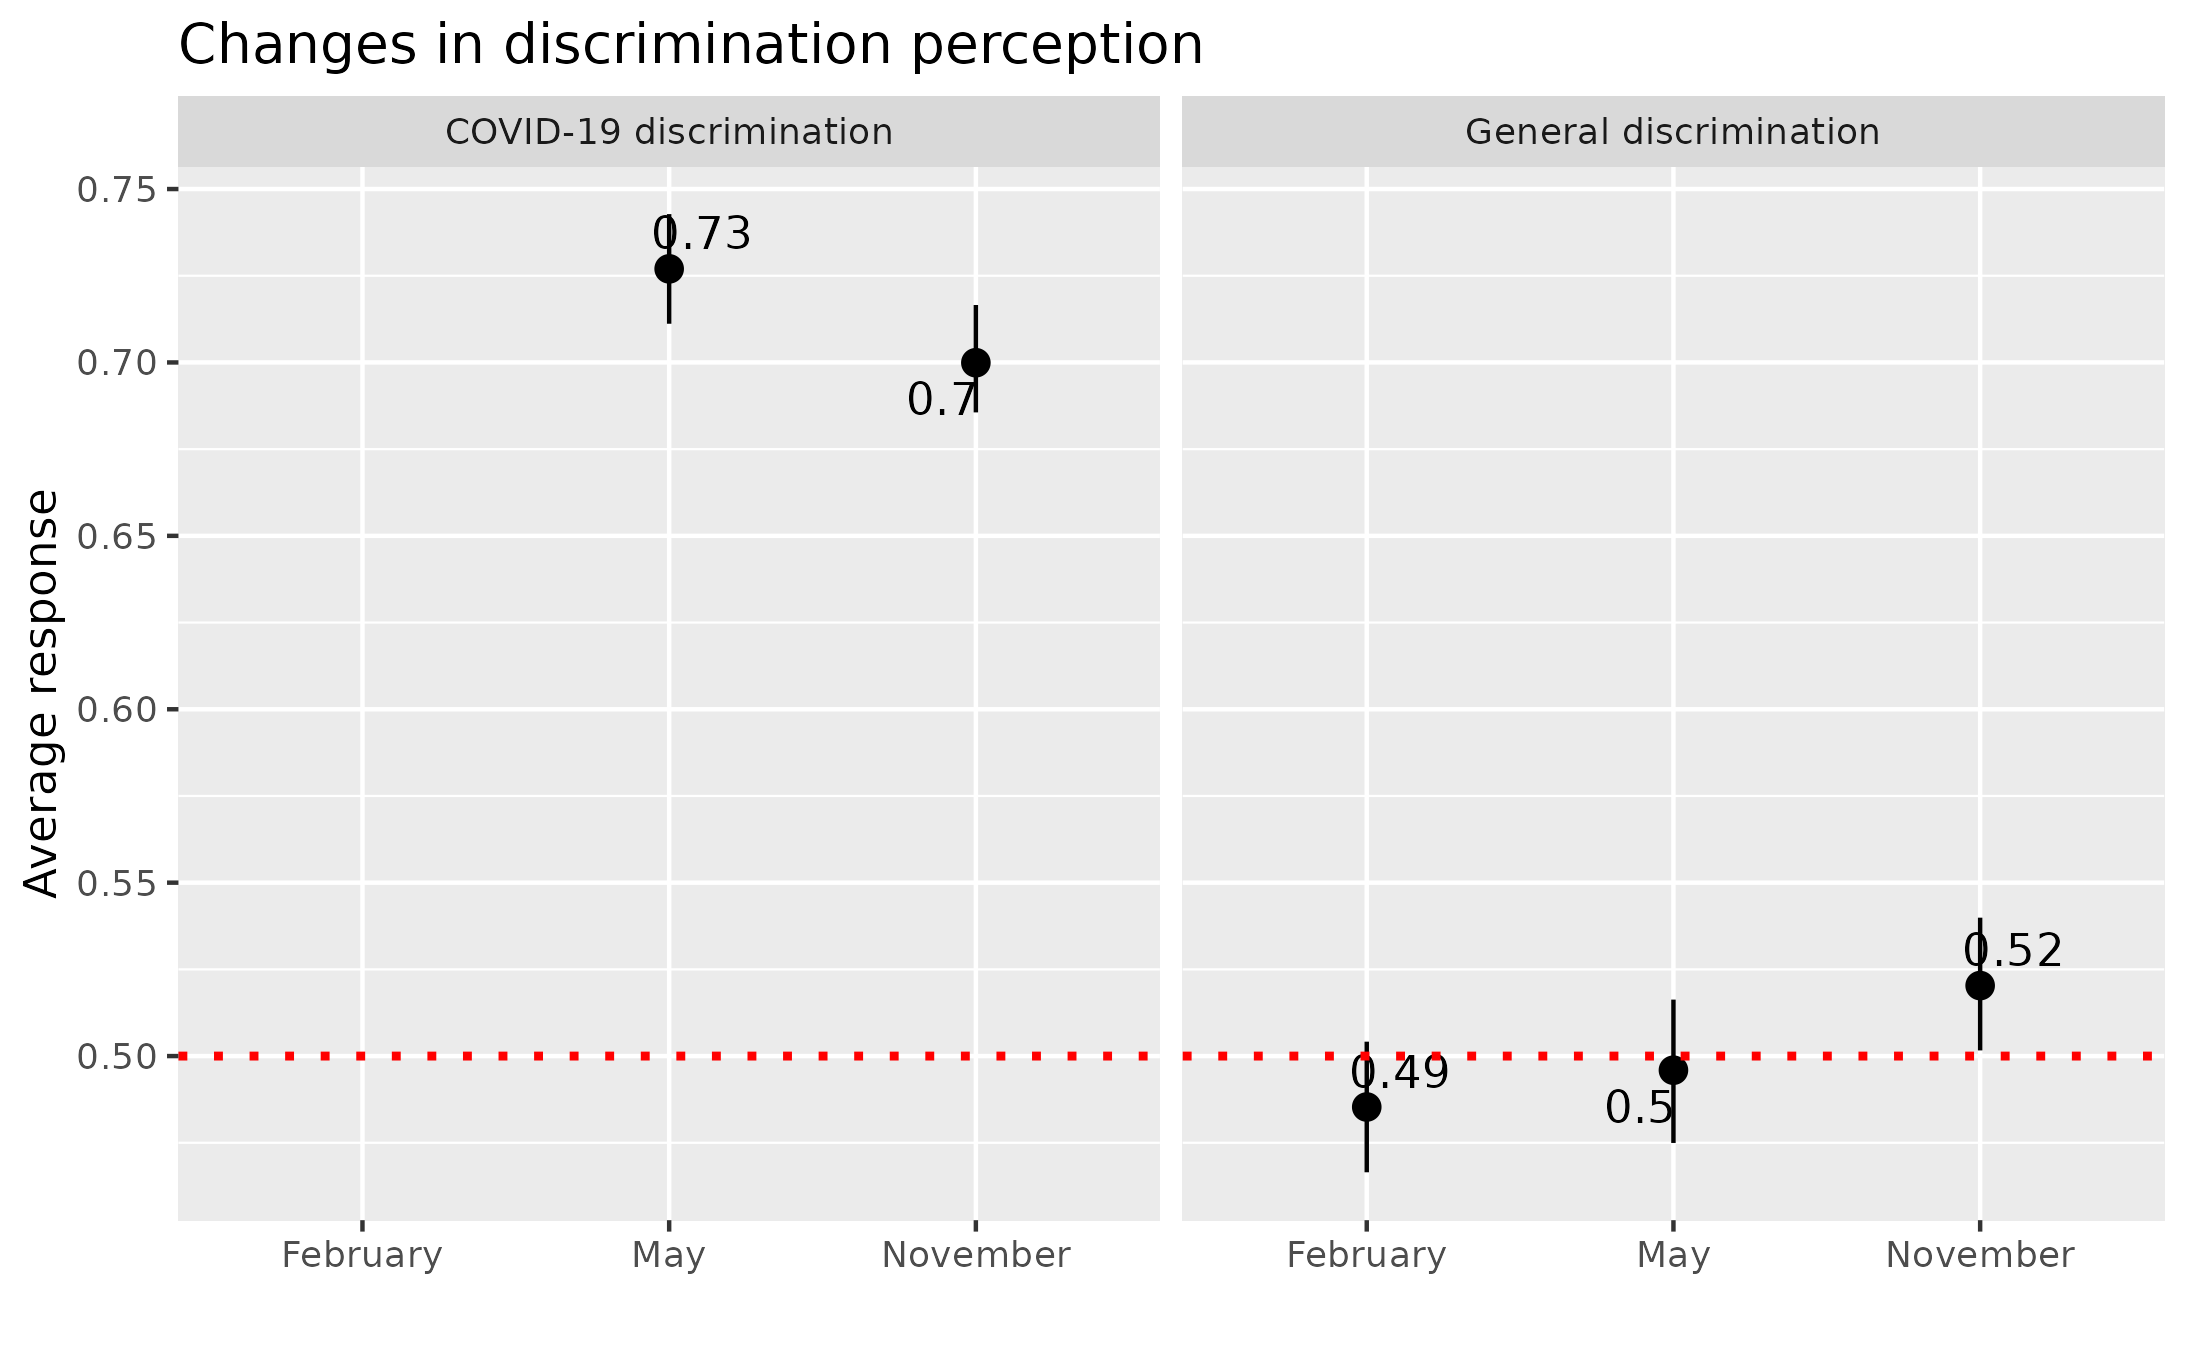 Changes in discrimination perception
COVID-19 discrimination
General discrimination
Average response
0.75
0.70
0.65
0.60
0.55
0.50
0.73
0.7
0.49
0.5
0.52
February
May
November
February
May
November